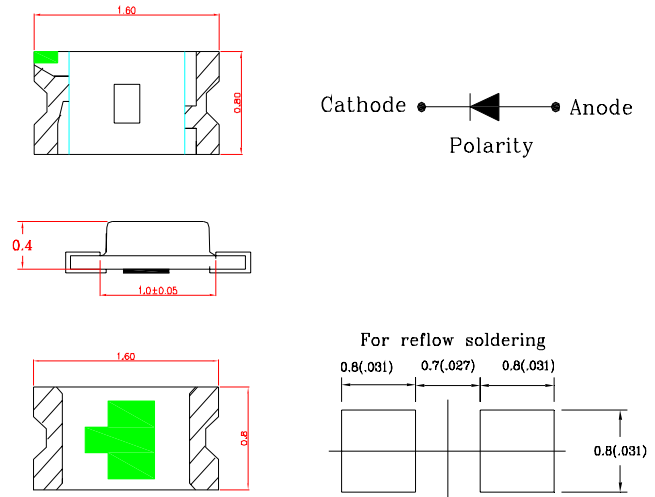 1.60
0.80
Cathode
Anode
Polarity
0.4
1.0±0.05
1.60
0.8
For reflow soldering
0.8(.031) 0.7(.027) 0.8(.031)
0.8(.031)